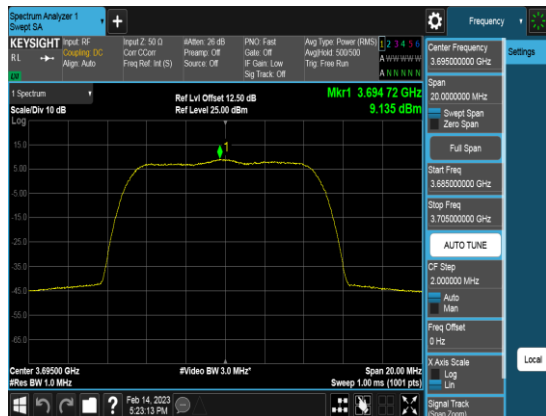 Spectrum Analyzer 1
Swept SA
+
Frequency
KEYSIGHT
Input: RF
Coupling: DC
Align: Auto
Input Z: 50 Ω
Corr CCorr
Freq Ref: Int (S)
#Atten: 26 dB
Preamp: Off
Source: Off
PNO: Fast
Gate: Off
IF Gain: Low
Sig Track: Off
Avg Type: Power (RMS)
Avg|Hold: 500/500
Trig: Free Run
1 2 3 4 5 6
A W W W W W
A N N N N N
R L
LV
1 Spectrum
Scale/Div 10 dB
Log
Ref Lvl Offset 12.50 dB
Ref Level 25.00 dBm
Mkr1 3.694 72 GHz
9.135 dBm
15.0
5.00
-5.00
-15.0
-25.0
-35.0
-45.0
-55.0
-65.0
1
Center 3.69500 GHz
#Res BW 1.0 MHz
#Video BW 3.0 MHz*
Span 20.00 MHz
Sweep 1.00 ms (1001 pts)
Feb 14, 2023
5:23:13 PM
?
Center Frequency
3.695000000 GHz
Settings
Span
20.0000000 MHz
Swept Span
Zero Span
Full Span
Start Freq
3.685000000 GHz
Stop Freq
3.705000000 GHz
AUTO TUNE
CF Step
2.000000 MHz
Auto
Man
Freq Offset
0 Hz
X Axis Scale
Log
Lin
Local
Signal Track
(Span Zoom)